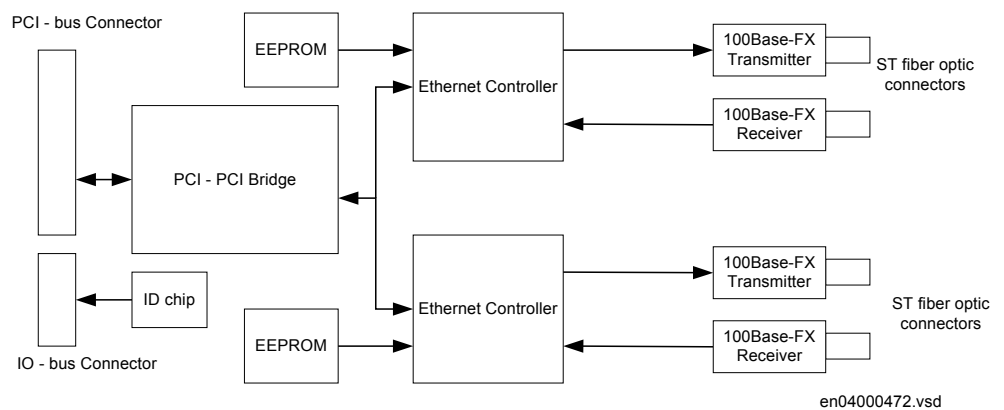 PCI - bus Connector
EEPROM
Ethernet Controller
100Base-FX
Transmitter
ST fiber optic
connectors
100Base-FX
Receiver
PCI - PCI Bridge
ID chip
IO - bus Connector
EEPROM
Ethernet Controller
100Base-FX
Transmitter
ST fiber optic
connectors
100Base-FX
Receiver
en04000472.vsd